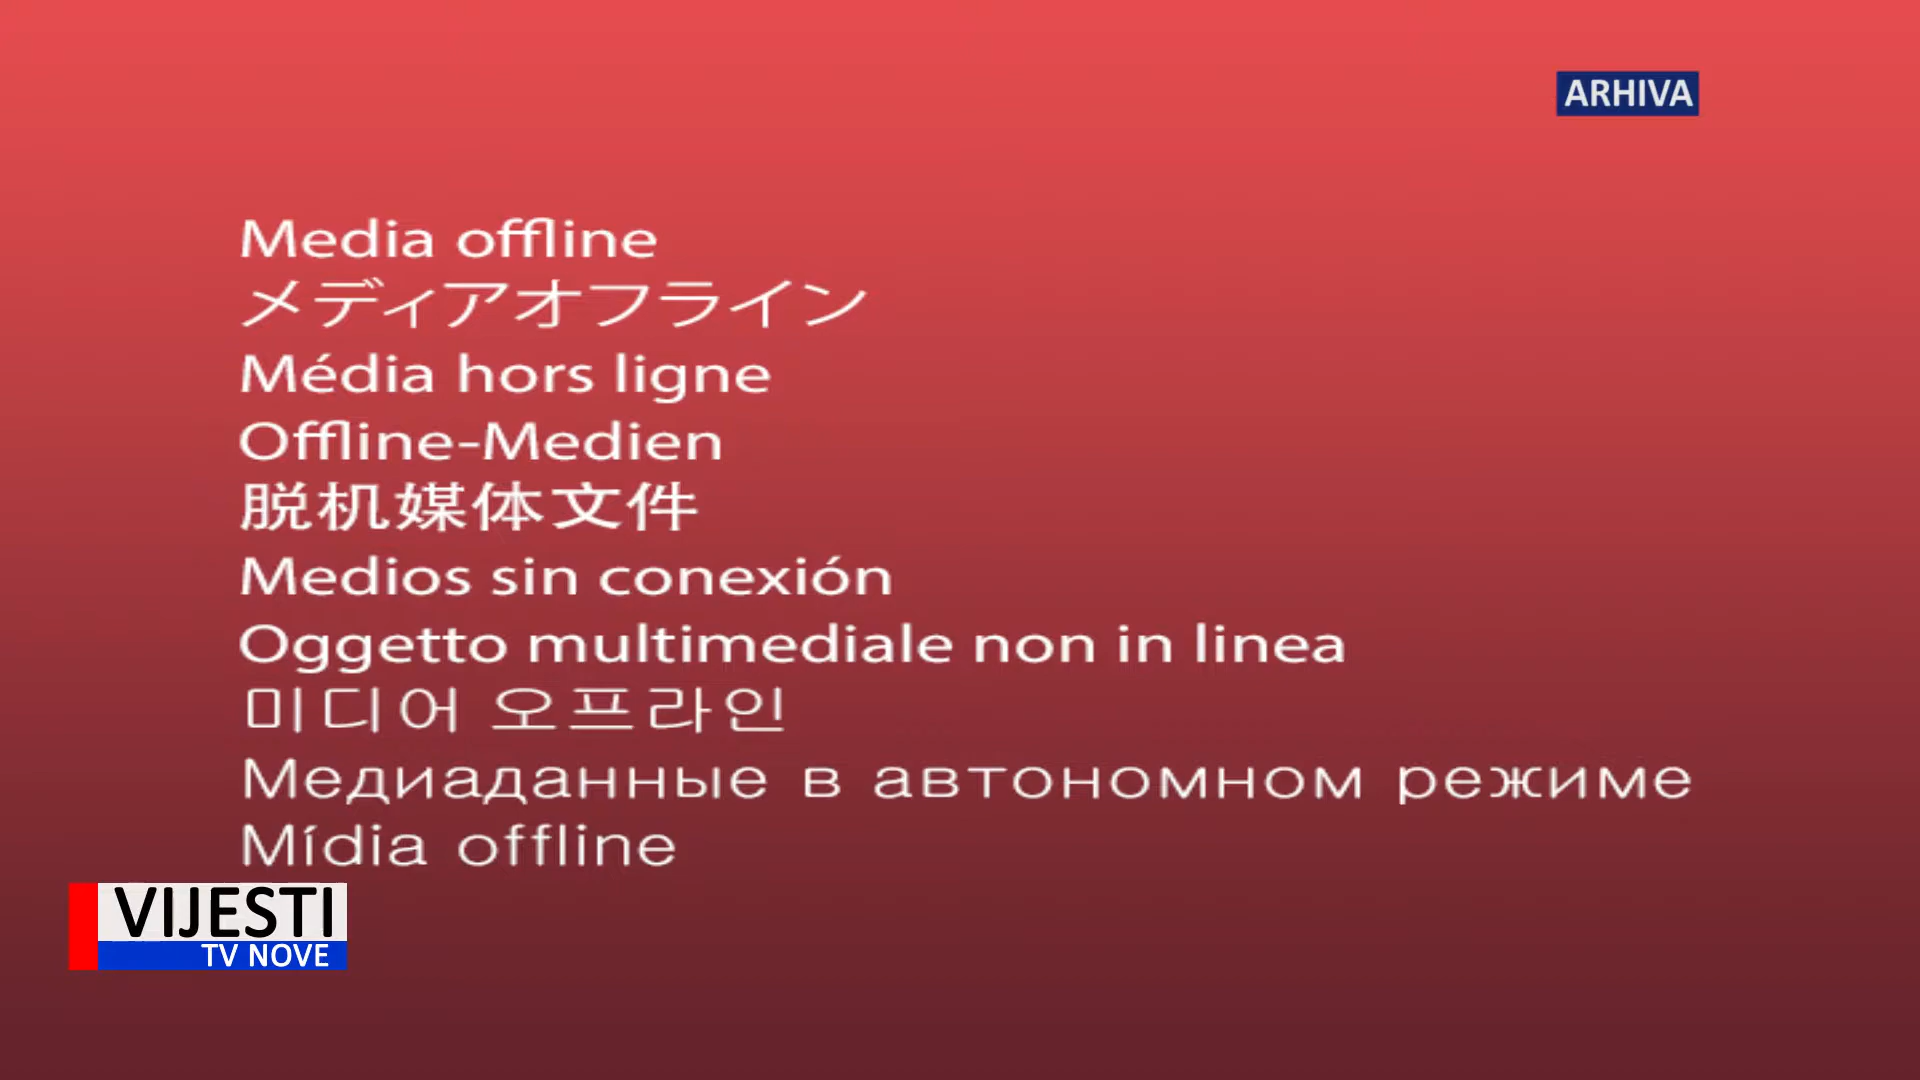 ARHIVA
Media offline
メディアオフライン
Média hors ligne
Offline-Medien
脱机媒体文件
Medios sin conexión
Oggetto multimediale non in linea
미디어 오프라인
Медиаданные в автономном режиме
Mídia offline
VIJESTI
TV NOVE